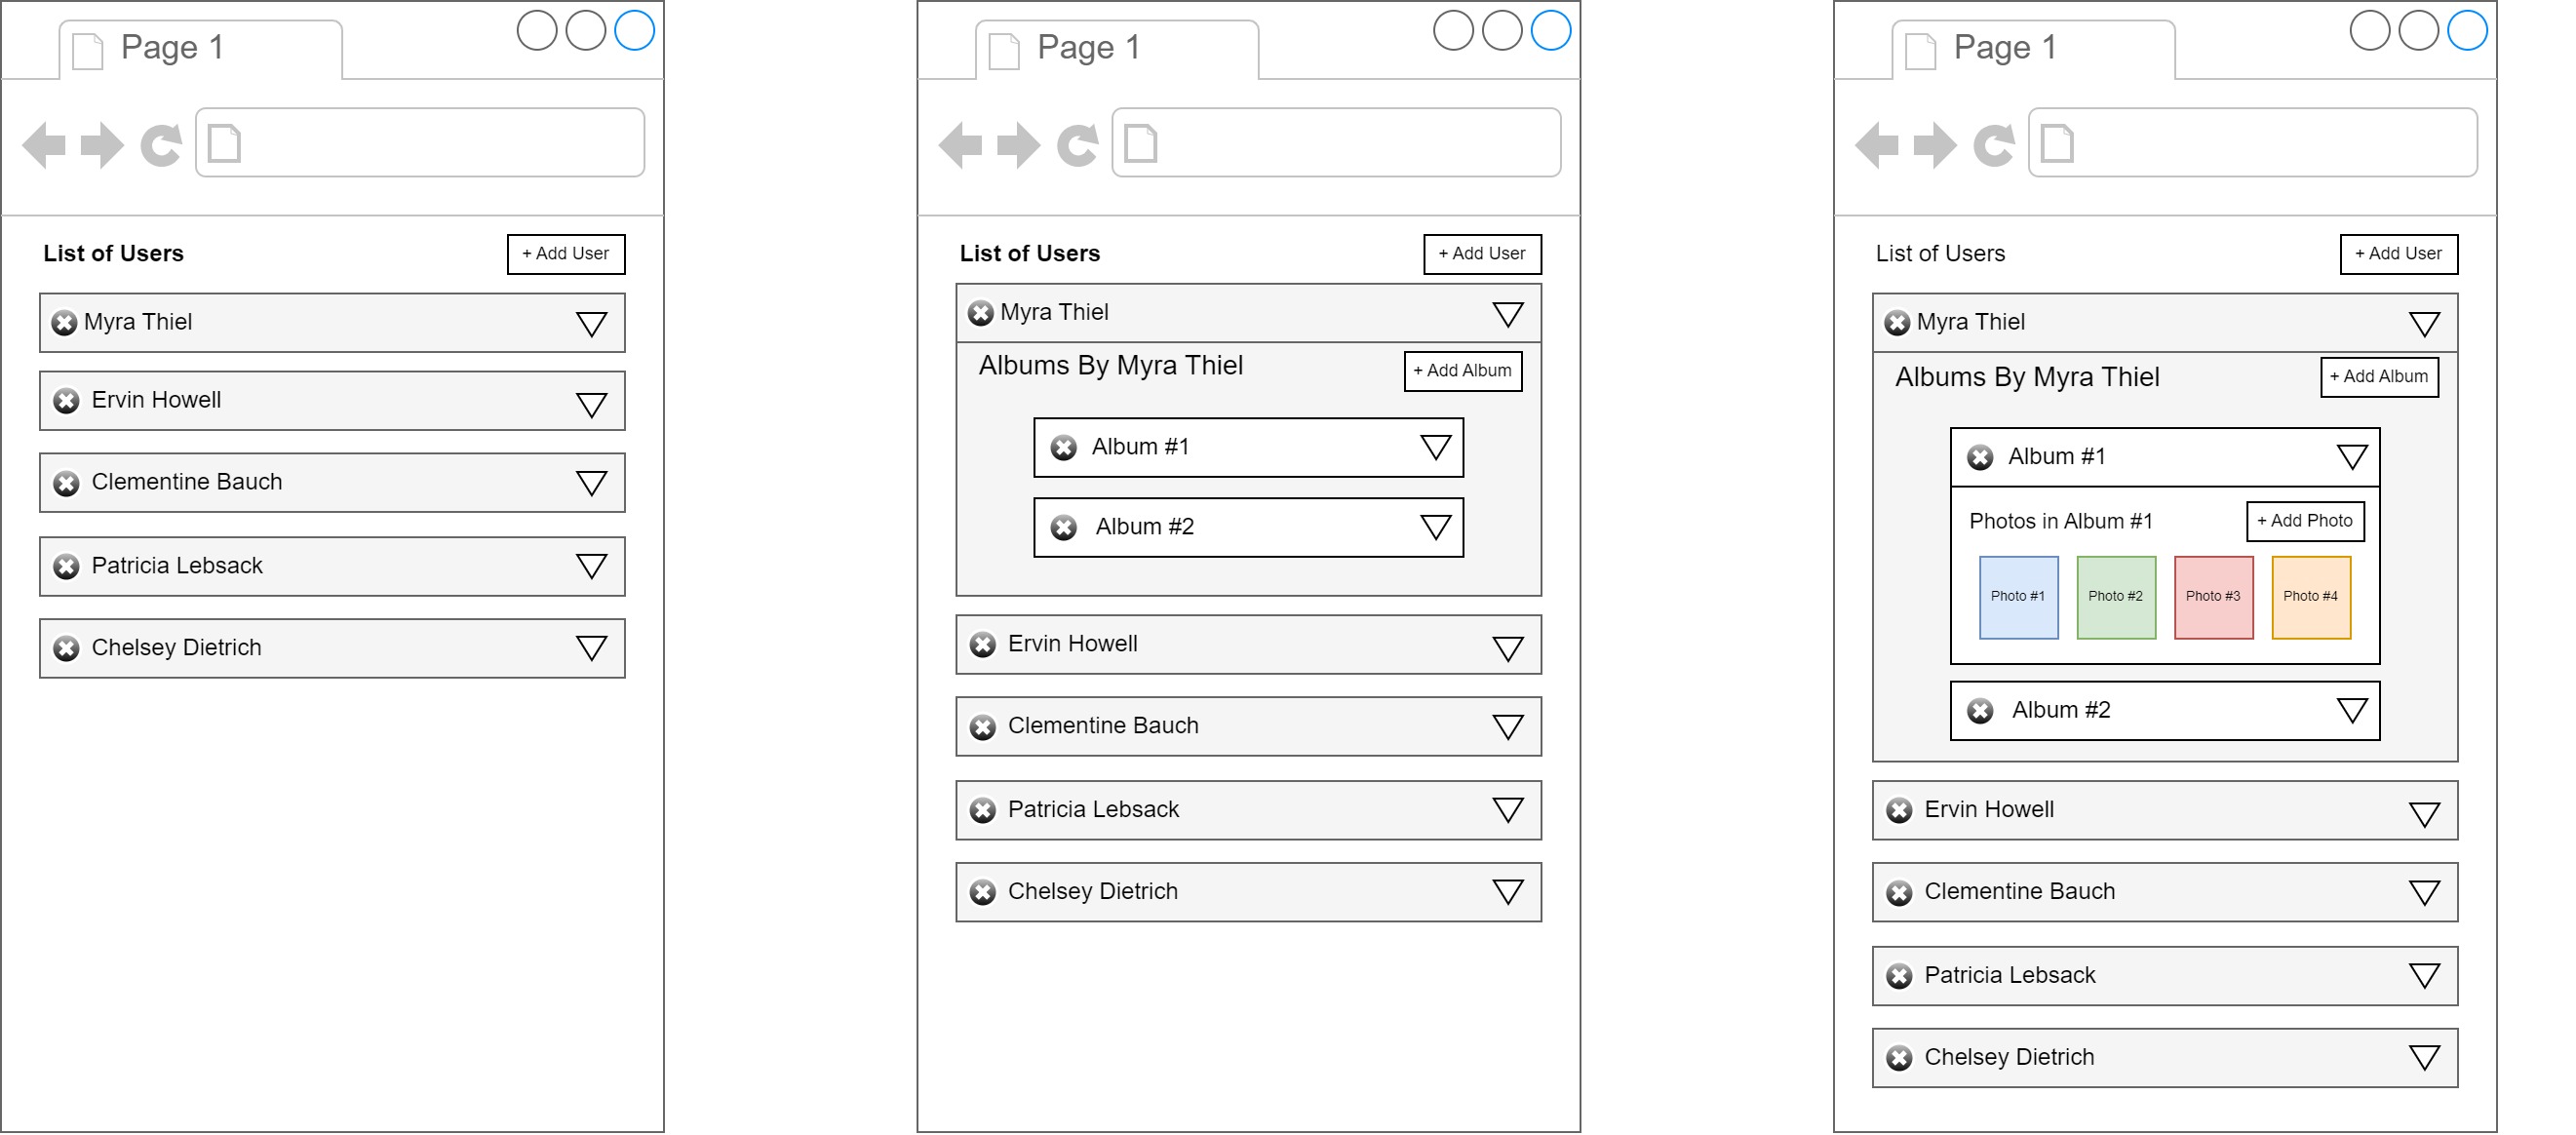 Page 1
List of Users
+ Add User
Myra Thiel
Ervin Howell
Clementine Bauch
Patricia Lebsack
Chelsey Dietrich
Page 1
List of Users
+ Add User
Myra Thiel
Albums By Myra Thiel
+ Add Album
Album #1
Album #2
Ervin Howell
Clementine Bauch
Patricia Lebsack
Chelsey Dietrich
Page 1
List of Users
+ Add User
Myra Thiel
Albums By Myra Thiel
+ Add Album
Album #1
Photos in Album #1
+ Add Photo
Photo #1
Photo #2
Photo #3
Photo #4
Album #2
Ervin Howell
Clementine Bauch
Patricia Lebsack
Chelsey Dietrich